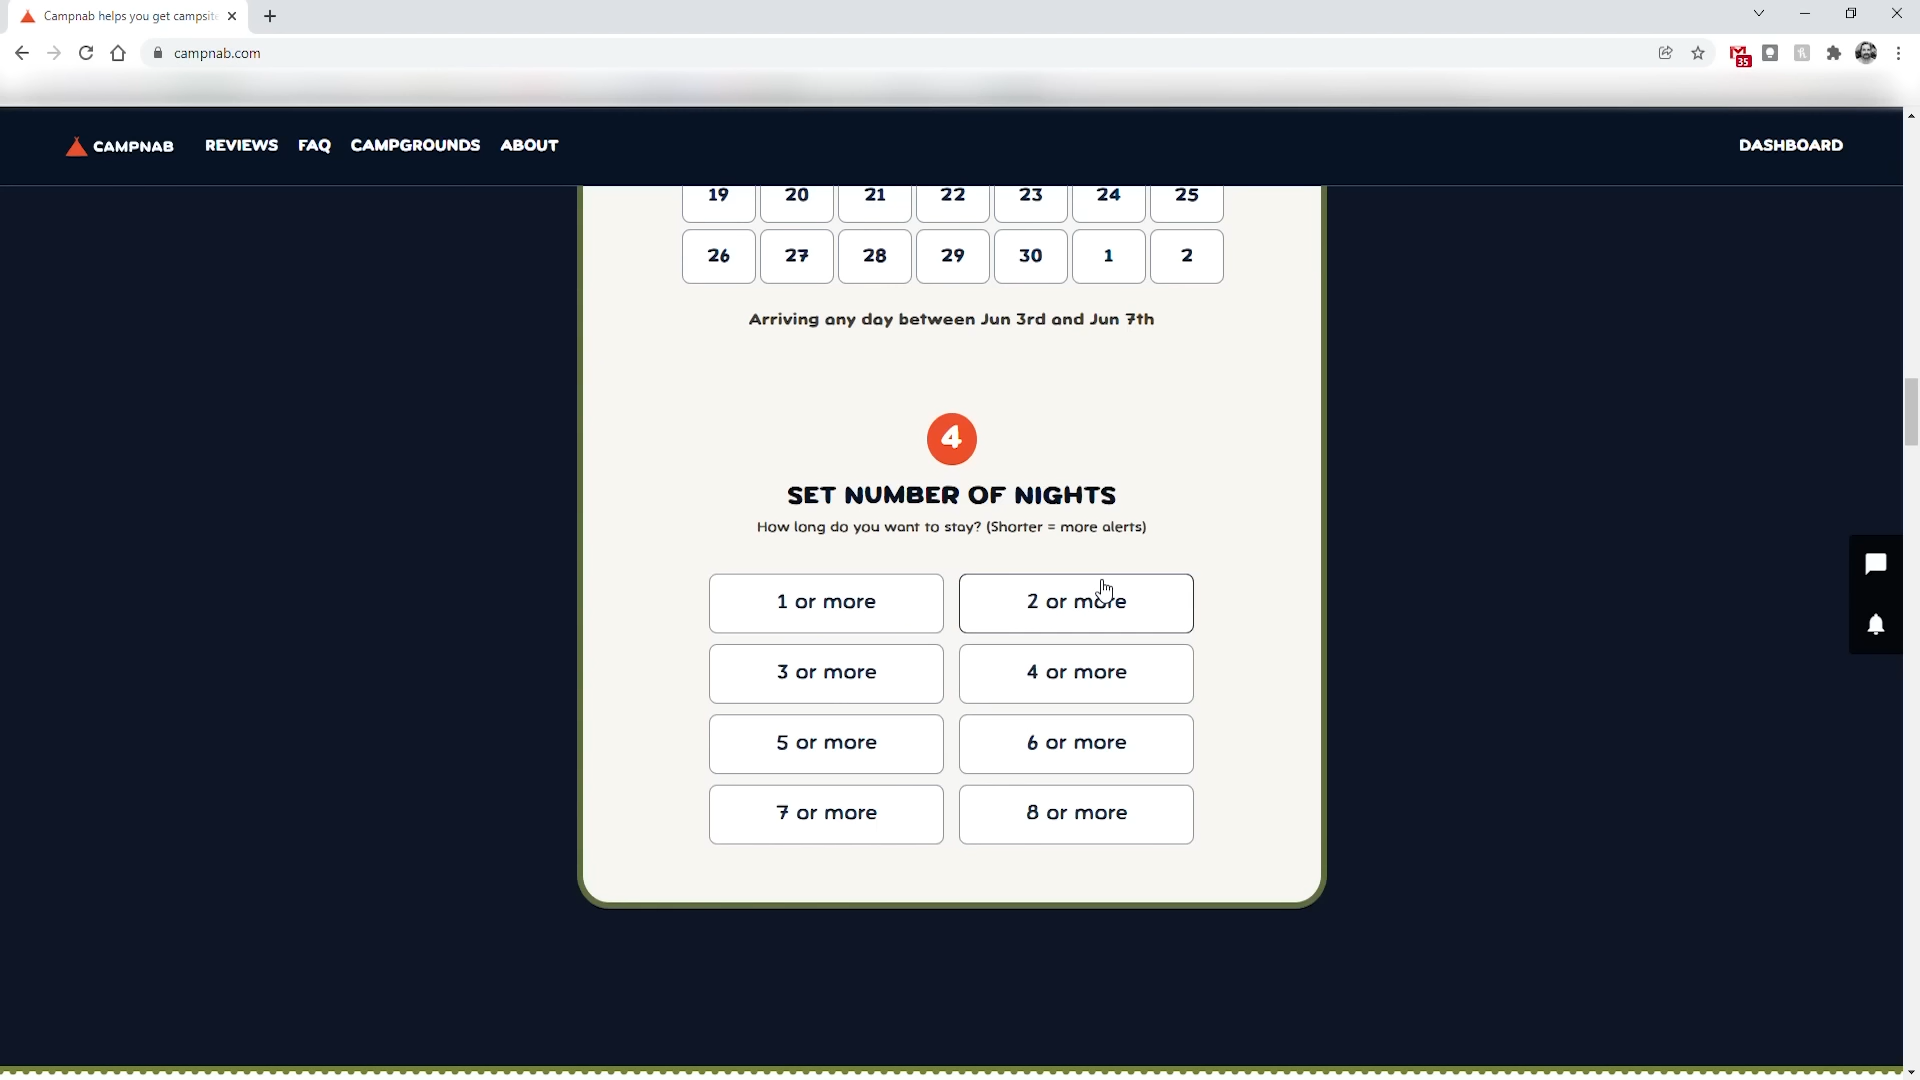 Campnab helps you get campsite
campnab.com
35
CAMPNAB REVIEWS FAQ CAMPGROUNDS ABOUT DASHBOARD
19 20 21 22 23 24 25
26 27 28 29 30 1 2
Arriving any day between Jun 3rd and Jun 7th
4
SET NUMBER OF NIGHTS
How long do you want to stay? (Shorter = more alerts)
1 or more 2 or more
3 or more 4 or more
5 or more 6 or more
7 or more 8 or more